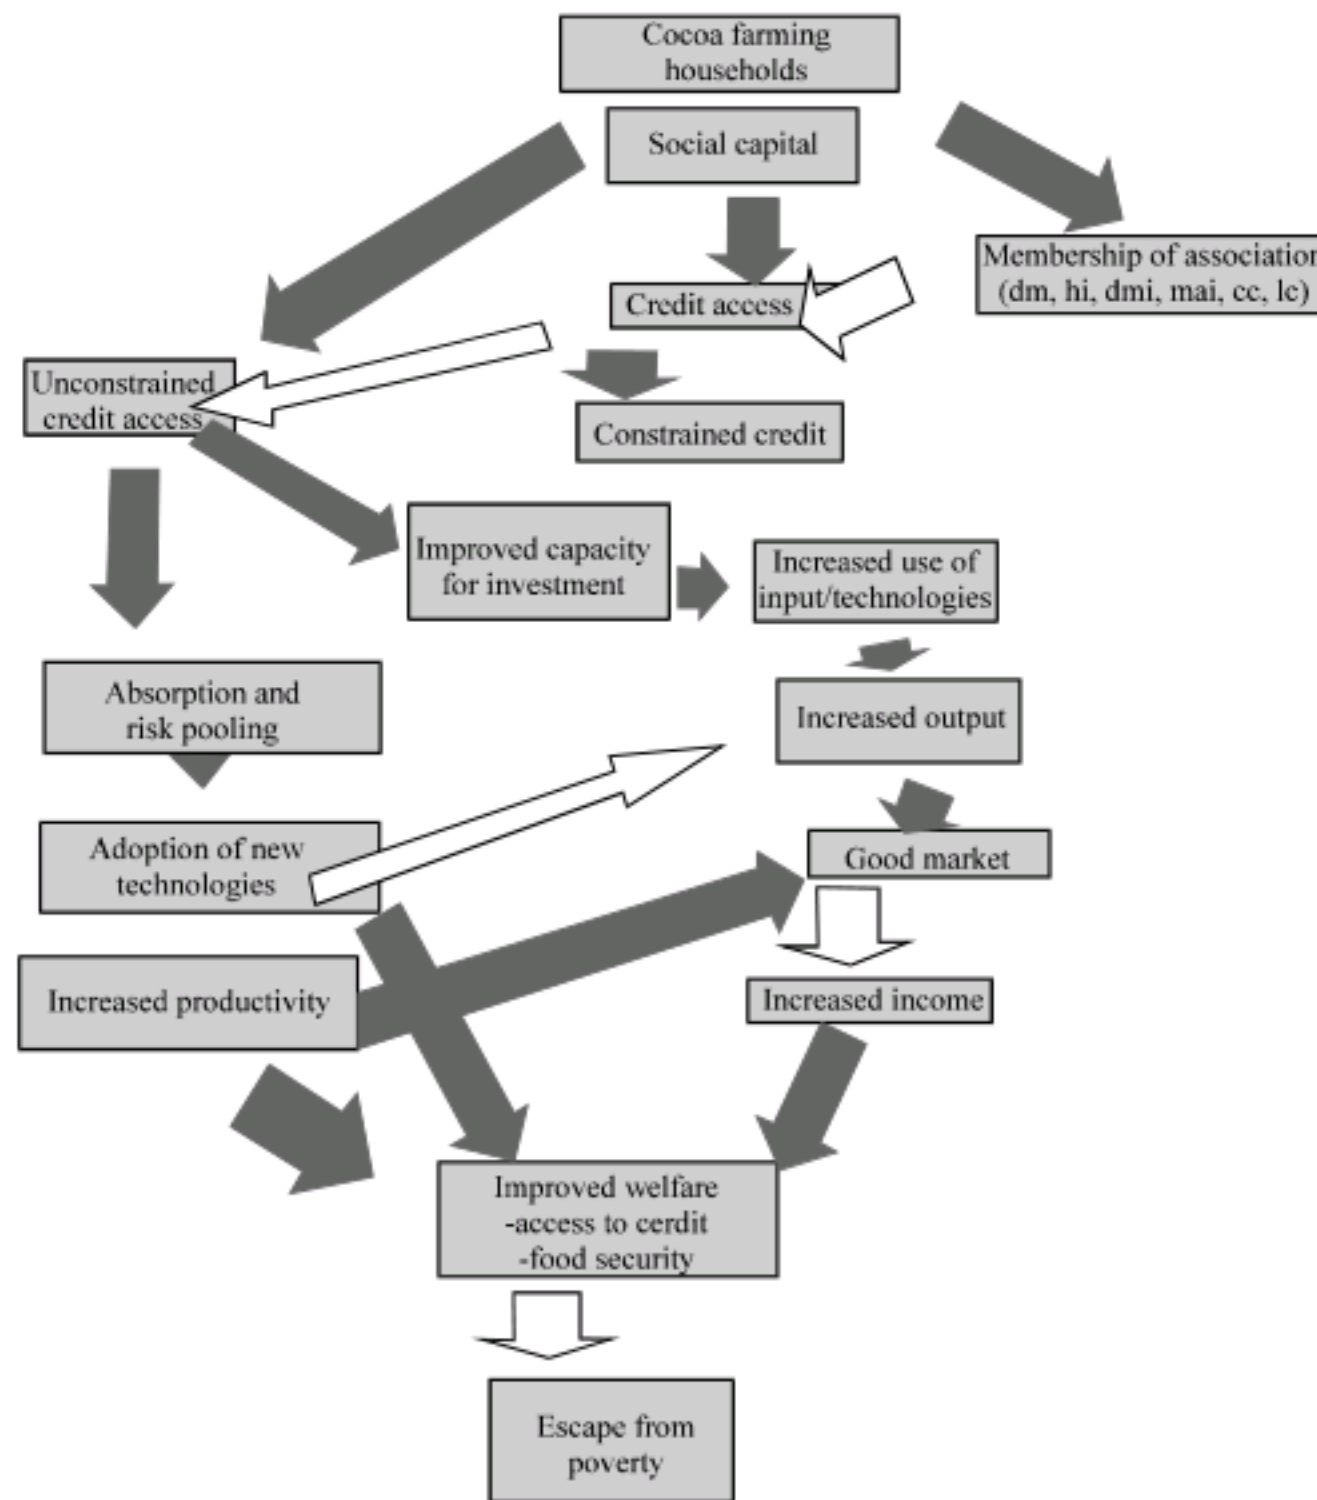 Cocoa farming
households
Social capital
Membership of association
(dm, hi, dmi, mai, cc, lc)
Credit access
Unconstrained
credit access
Constrained credit
Improved capacity
for investment
Increased use of
input/technologies
Absorption and
risk pooling
Increased output
Adoption of new
technologies
Good market
Increased productivity
Increased income
Improved welfare
-access to cerdit
-food security
Escape from
poverty